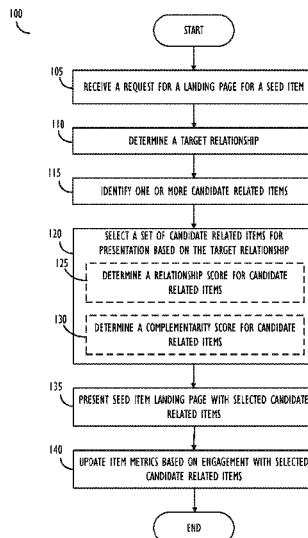 100
START
105
RECEIVE A REQUEST FOR A LANDING PAGE FOR A SEED ITEM
110
DETERMINE A TARGET RELATIONSHIP
115
IDENTIFY ONE OR MORE CANDIDATE RELATED ITEMS
120
SELECT A SET OF CANDIDATE RELATED ITEMS FOR
PRESENTATION BASED ON THE TARGET RELATIONSHIP
125
DETERMINE A RELATIONSHIP SCORE FOR CANDIDATE
RELATED ITEMS
130
DETERMINE A COMPLEMENTARITY SCORE FOR CANDIDATE
RELATED ITEMS
135
PRESENT SEED ITEM LANDING PAGE WITH SELECTED CANDIDATE
RELATED ITEMS
140
UPDATE ITEM METRICS BASED ON ENGAGEMENT WITH SELECTED
CANDIDATE RELATED ITEMS
END